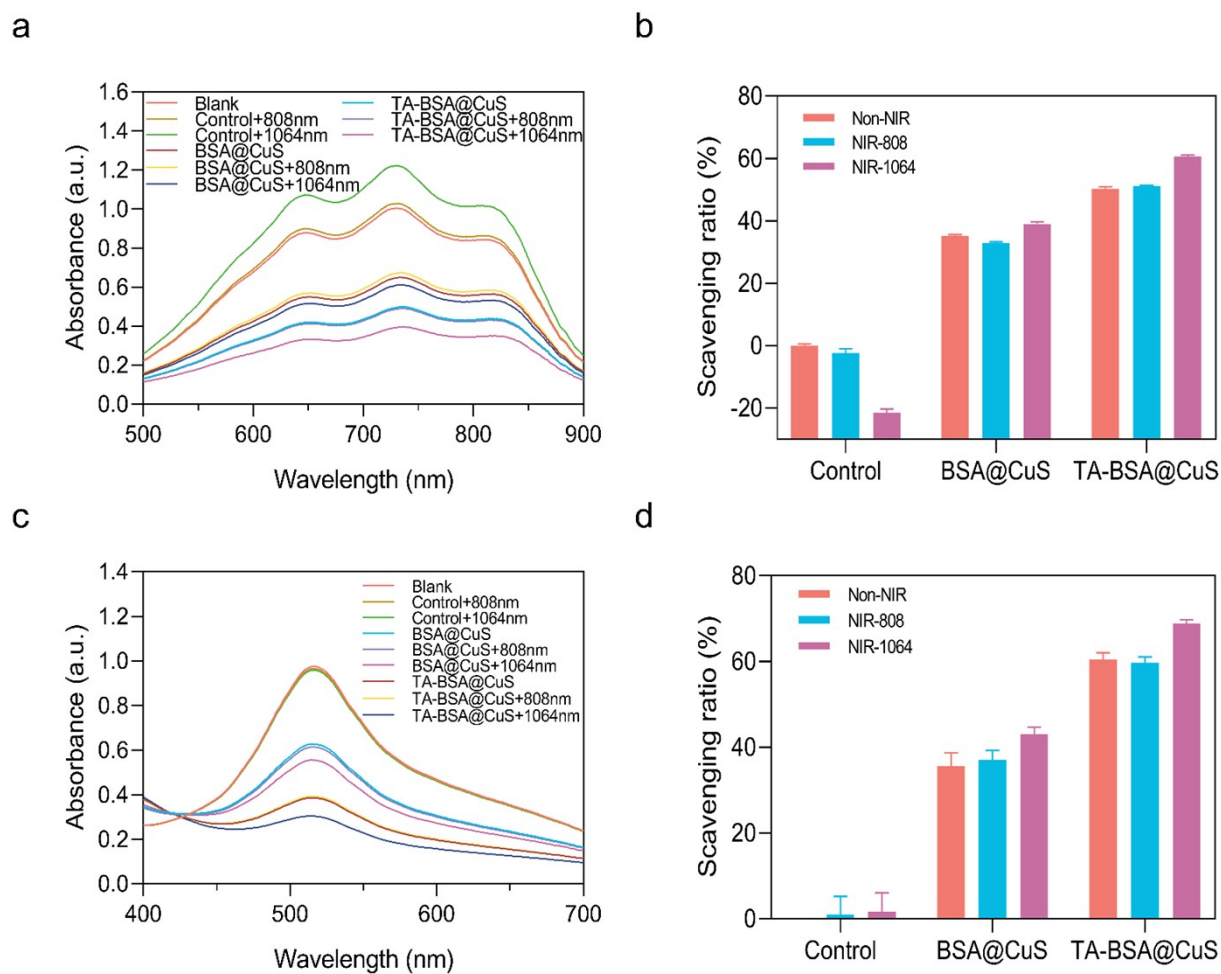 a
b
1.6
1.4
1.2
1.0
0.8
0.6
0.4
0.2
0.0
Absorbance (a.u.)
Blank
Control+808nm
Control+1064nm
BSA@CuS
BSA@CuS+808nm
BSA@CuS+1064nm
TA-BSA@CuS
TA-BSA@CuS+808nm
TA-BSA@CuS+1064nm
500 600 700 800 900
Wavelength (nm)
80
60
40
20
0
-20
Scavenging ratio (%)
Non-NIR
NIR-808
NIR-1064
Control BSA@CuS TA-BSA@CuS
c
d
1.4
1.2
1.0
0.8
0.6
0.4
0.2
0.0
Absorbance (a.u.)
Blank
Control+808nm
Control+1064nm
BSA@CuS
BSA@CuS+808nm
BSA@CuS+1064nm
TA-BSA@CuS
TA-BSA@CuS+808nm
TA-BSA@CuS+1064nm
400 500 600 700
Wavelength (nm)
80
60
40
20
0
Scavenging ratio (%)
Non-NIR
NIR-808
NIR-1064
Control BSA@CuS TA-BSA@CuS